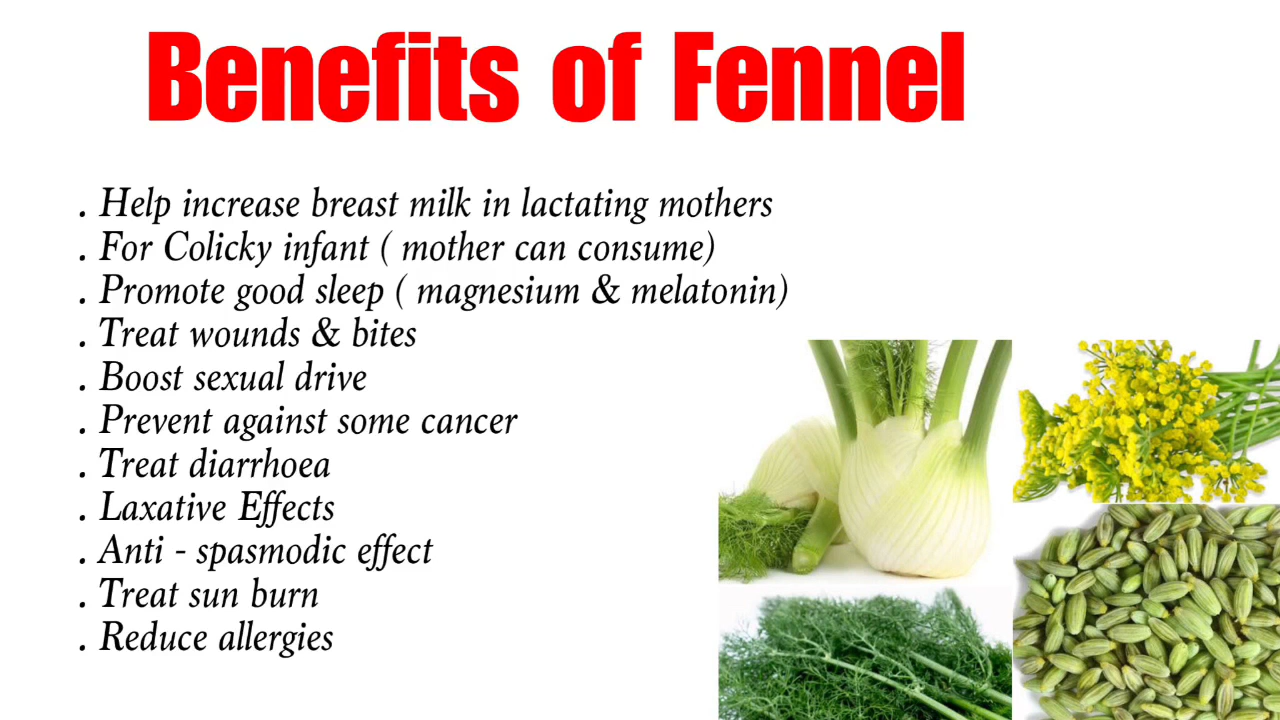 Benefits of Fennel
. Help increase breast milk in lactating mothers
. For Colicky infant ( mother can consume)
. Promote good sleep ( magnesium & melatonin)
. Treat wounds & bites
. Boost sexual drive
. Prevent against some cancer
. Treat diarrhoea
. Laxative Effects
. Anti - spasmodic effect
. Treat sun burn
. Reduce allergies